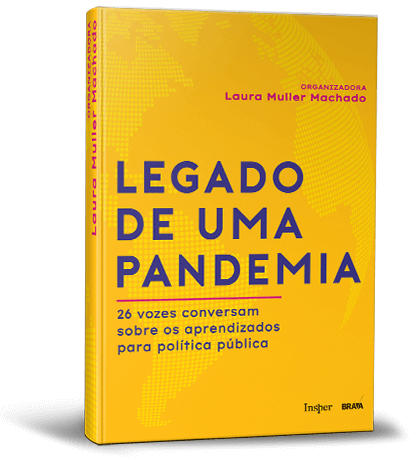 ORGANIZADORA
Laura Muller Machado
ORGANIZADORA
Laura Muller Machado
LEGADO
DE UMA
PANDEMIA
26 vozes conversam
sobre os aprendizados
para política pública
Insper BRAVA